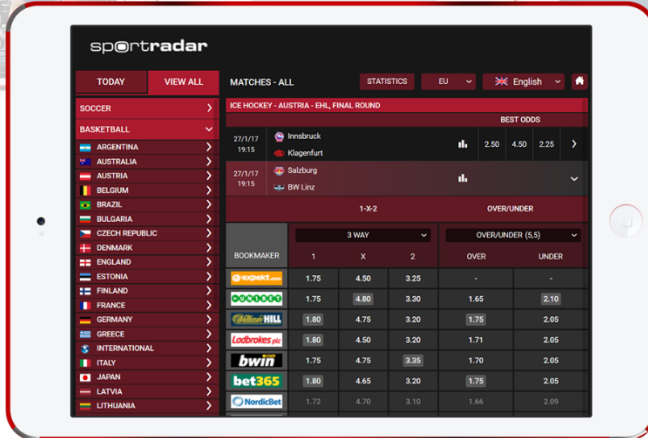 sportradar
TODAY VIEW ALL MATCHES - ALL STATISTICS EU English
SOCCER
BASKETBALL
ARGENTINA
AUSTRALIA
AUSTRIA
BELGIUM
BRAZIL
BULGARIA
CZECH REPUBLIC
DENMARK
ENGLAND
ESTONIA
FINLAND
FRANCE
GERMANY
GREECE
INTERNATIONAL
ITALY
JAPAN
LATVIA
LITHUANIA
ICE HOCKEY - AUSTRIA - EHL, FINAL ROUND
BEST ODDS
27/1/17 Innsbruck
19:15 Klagenfurt
2.50 4.50 2.25
27/1/17 Salzburg
19:15 BW Linz
1-X-2 OVER/UNDER
3 WAY OVER/UNDER (5,5)
BOOKMAKER 1 X 2 OVER UNDER
expekt.com 1.75 4.50 3.25 - -
UNIBET 1.75 4.80 3.30 1.65 2.10
William HILL 1.80 4.75 3.20 1.75 2.05
Ladbrokes plc 1.80 4.50 3.20 1.71 2.05
bwin 1.75 4.75 3.35 1.70 2.05
bet365 1.80 4.65 3.20 1.75 2.05
NordicBet 1.72 4.70 3.10 1.66 2.09